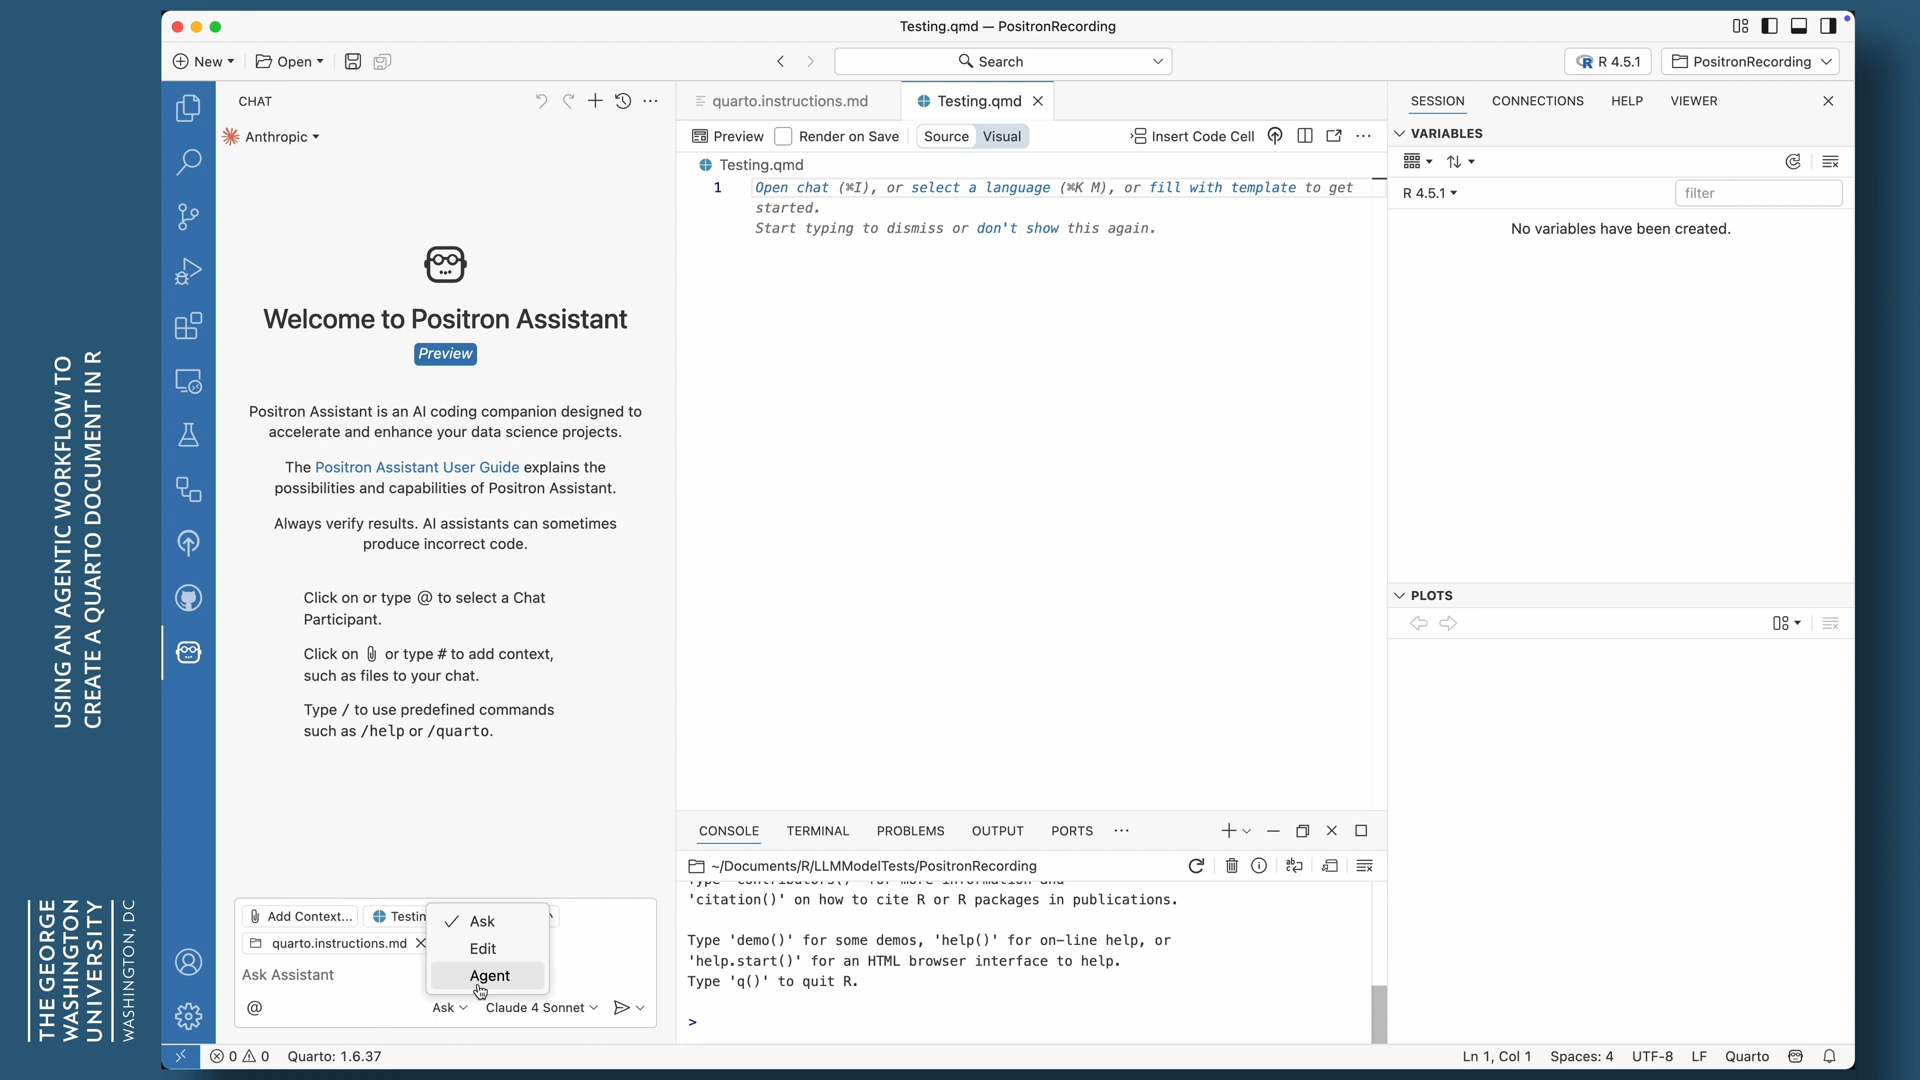 USING AN AGENTIC WORKFLOW TO
CREATE A QUARTO DOCUMENT IN R
THE GEORGE
WASHINGTON
UNIVERSITY
WASHINGTON, DC
Testing.qmd — PositronRecording
New
Open
Search
R 4.5.1
PositronRecording
CHAT
Anthropic
Welcome to Positron Assistant
Preview
Positron Assistant is an AI coding companion designed to
accelerate and enhance your data science projects.
The Positron Assistant User Guide explains the
possibilities and capabilities of Positron Assistant.
Always verify results. AI assistants can sometimes
produce incorrect code.
Click on or type @ to select a Chat
Participant.
Click on or type # to add context,
such as files to your chat.
Type / to use predefined commands
such as /help or /quarto.
Add Context...
Testin
quarto.instructions.md
Ask
Edit
Agent
Ask Assistant
@
Ask
Claude 4 Sonnet
quarto.instructions.md
Testing.qmd
Preview
Render on Save
Source
Visual
Insert Code Cell
Testing.qmd
1
Open chat (⌘I), or select a language (⌘K M), or fill with template to get
started.
Start typing to dismiss or don't show this again.
CONSOLE
TERMINAL
PROBLEMS
OUTPUT
PORTS
~/Documents/R/LLMModelTests/PositronRecording
Type 'contributors()' for more information and
'citation()' on how to cite R or R packages in publications.
Type 'demo()' for some demos, 'help()' for on-line help, or
'help.start()' for an HTML browser interface to help.
Type 'q()' to quit R.
>
SESSION
CONNECTIONS
HELP
VIEWER
VARIABLES
R 4.5.1
filter
No variables have been created.
PLOTS
0
0
Quarto: 1.6.37
Ln 1, Col 1
Spaces: 4
UTF-8
LF
Quarto